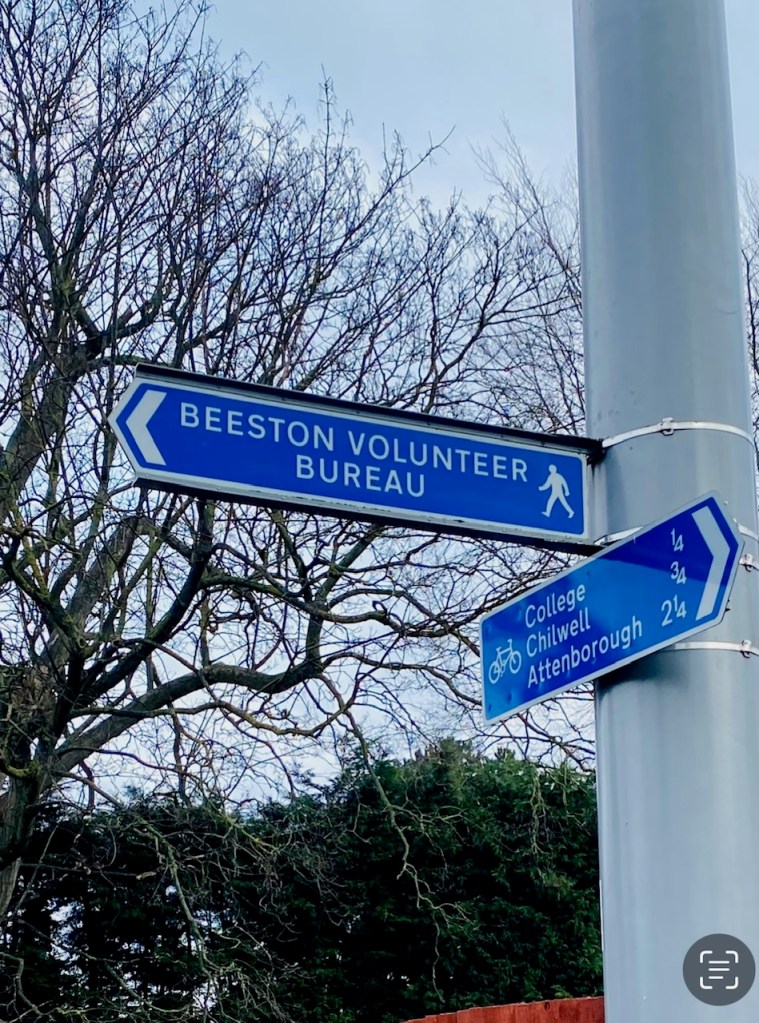 BEESTON VOLUNTEER
BUREAU
College ¼
Chilwell ¾
Attenborough 2¼